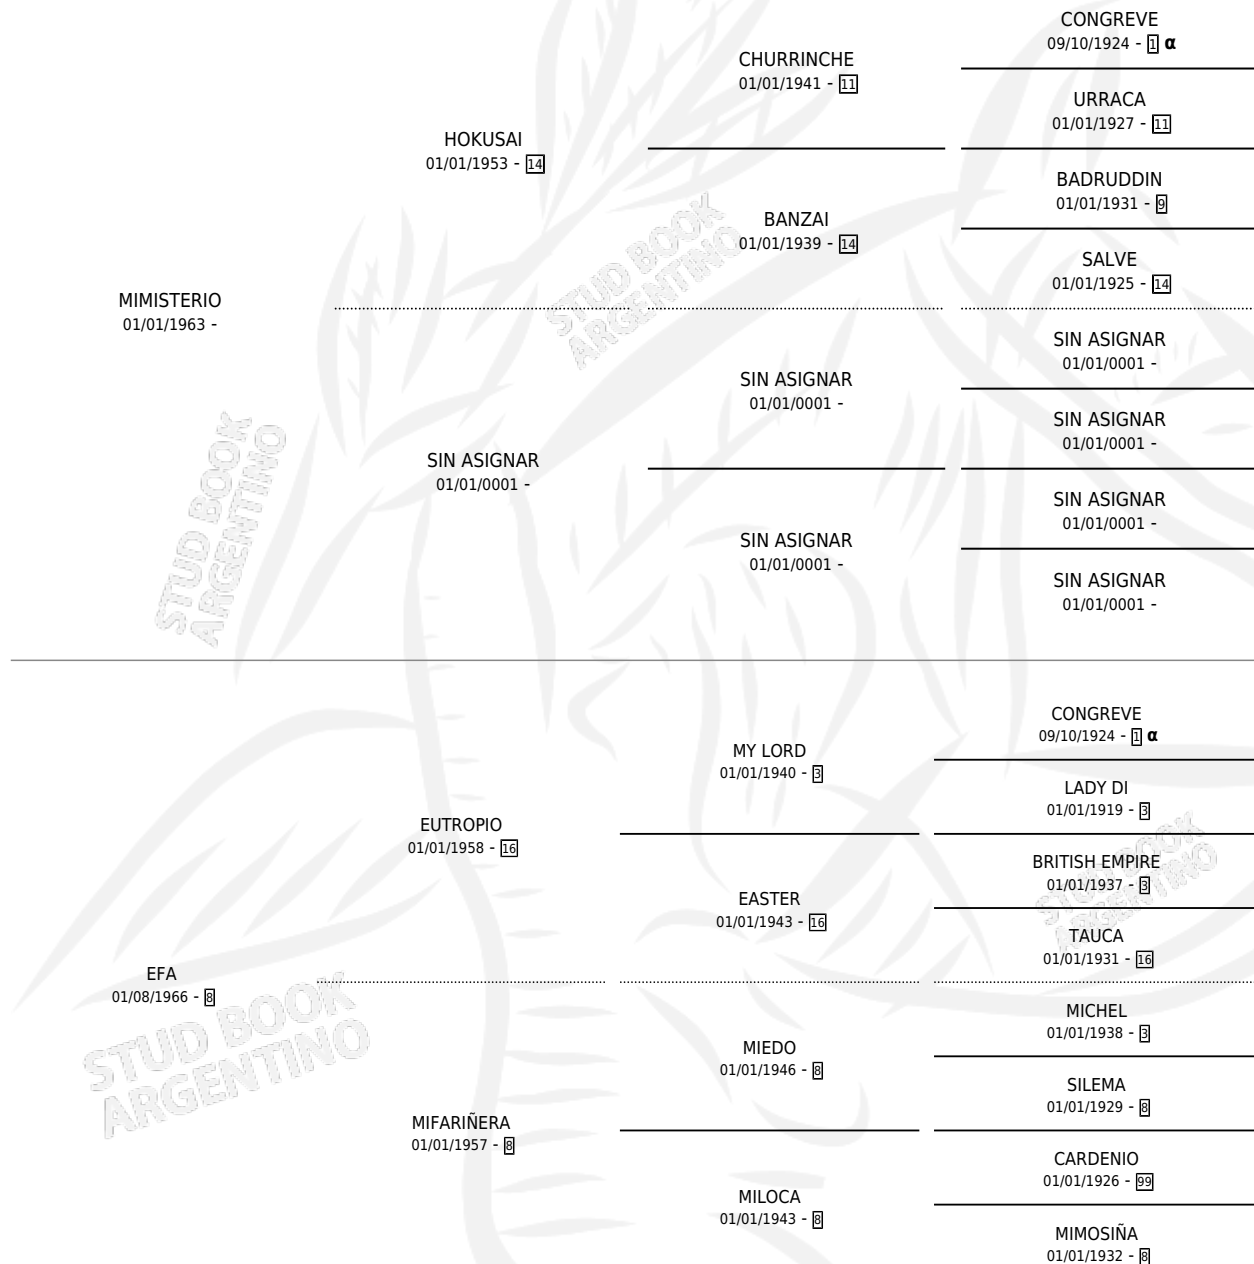 CONGREVE
09/10/1924 - 1 α
CHURRINCHE
01/01/1941 - 11
URRACA
01/01/1927 - 11
HOKUSAI
01/01/1953 - 14
BADRUDDIN
01/01/1931 - 9
BANZAI
01/01/1939 - 14
SALVE
01/01/1925 - 14
MIMISTERIO
01/01/1963 -
SIN ASIGNAR
01/01/0001 -
SIN ASIGNAR
01/01/0001 -
SIN ASIGNAR
01/01/0001 -
SIN ASIGNAR
01/01/0001 -
SIN ASIGNAR
01/01/0001 -
SIN ASIGNAR
01/01/0001 -
SIN ASIGNAR
01/01/0001 -
STUD BOOK
ARGENTINO
STUD BOOK
ARGENTINO
CONGREVE
09/10/1924 - 1 α
MY LORD
01/01/1940 - 3
LADY DI
01/01/1919 - 3
EUTROPIO
01/01/1958 - 16
BRITISH EMPIRE
01/01/1937 - 3
EASTER
01/01/1943 - 16
TAUCA
01/01/1931 - 16
EFA
01/08/1966 - 8
MICHEL
01/01/1938 - 3
MIEDO
01/01/1946 - 8
SILEMA
01/01/1929 - 8
MIFARIÑERA
01/01/1957 - 8
CARDENIO
01/01/1926 - 99
MILOCA
01/01/1943 - 8
MIMOSIÑA
01/01/1932 - 8
STUD BOOK
ARGENTINO
STUD BOOK
ARGENTINO